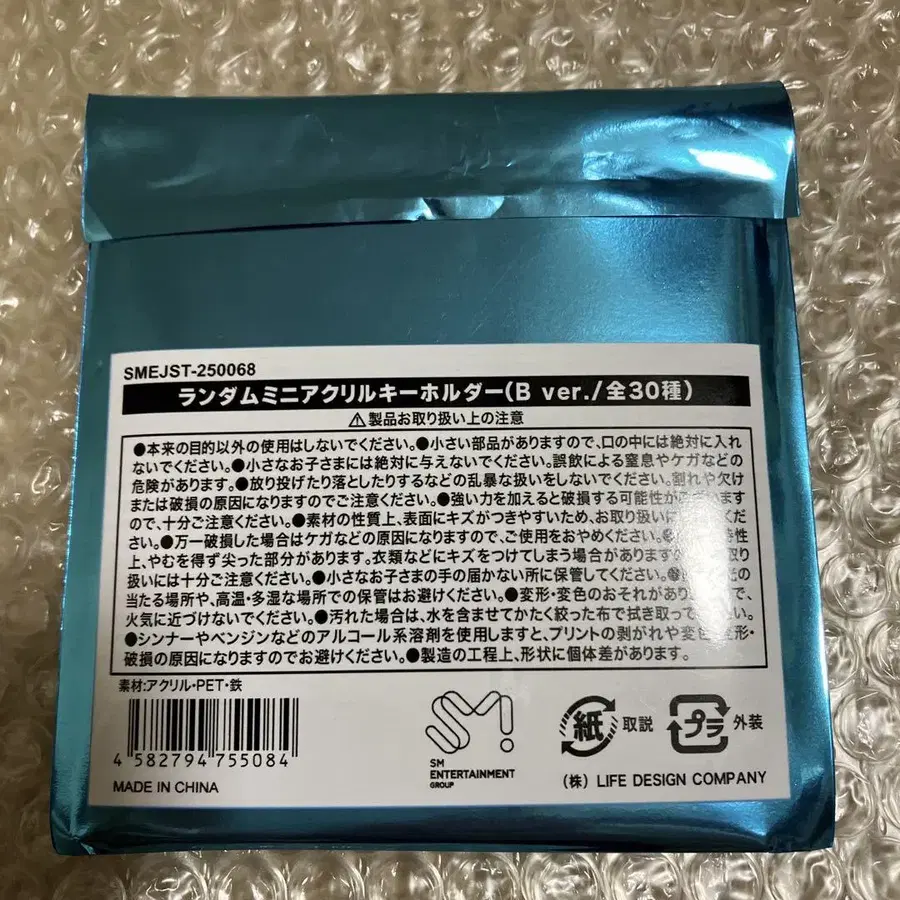 SMEJST-250068
ランダムミニアクリルキーホルダー(B ver./全30種)
⚠製品お取り扱い上の注意
●本来の目的以外の使用はしないでください。●小さい部品がありますので、口の中には絶対に入れ
ないでください。●小さなお子さまには絶対に与えないでください。誤飲による窒息やケガなどの
危険があります。●放り投げたり落としたりするなどの乱暴な扱いをしないでください。割れや欠け
または破損の原因になりますのでご注意ください。●強い力を加えると破損する可能性がございます
ので、十分ご注意ください。●素材の性質上、表面にキズがつきやすいため、お取り扱いに くだ
さい。●万一破損した場合はケガなどの原因になりますので、ご使用をおやめください。 特性
上、やむを得ず尖った部分があります。衣類などにキズをつけてしまう場合があります 取り
扱いには十分ご注意ください。●小さなお子さまの手の届かない所に保管してください。 の
当たる場所や、高温・多湿な場所での保管はお避けください。●変形・変色のおそれがあり で、
火気に近づけないでください。●汚れた場合は、水を含ませてかたく絞った布で拭き取って い。
●シンナーやベンジンなどのアルコール系溶剤を使用しますと、プリントの剥がれや変色・変形・
破損の原因になりますのでお避けください。●製造の工程上、形状に個体差があります。
素材:アクリル・PET・鉄
4 582794 755084
MADE IN CHINA
SM
ENTERTAINMENT
GROUP
紙 取説
プラ 外装
(株) LIFE DESIGN COMPANY